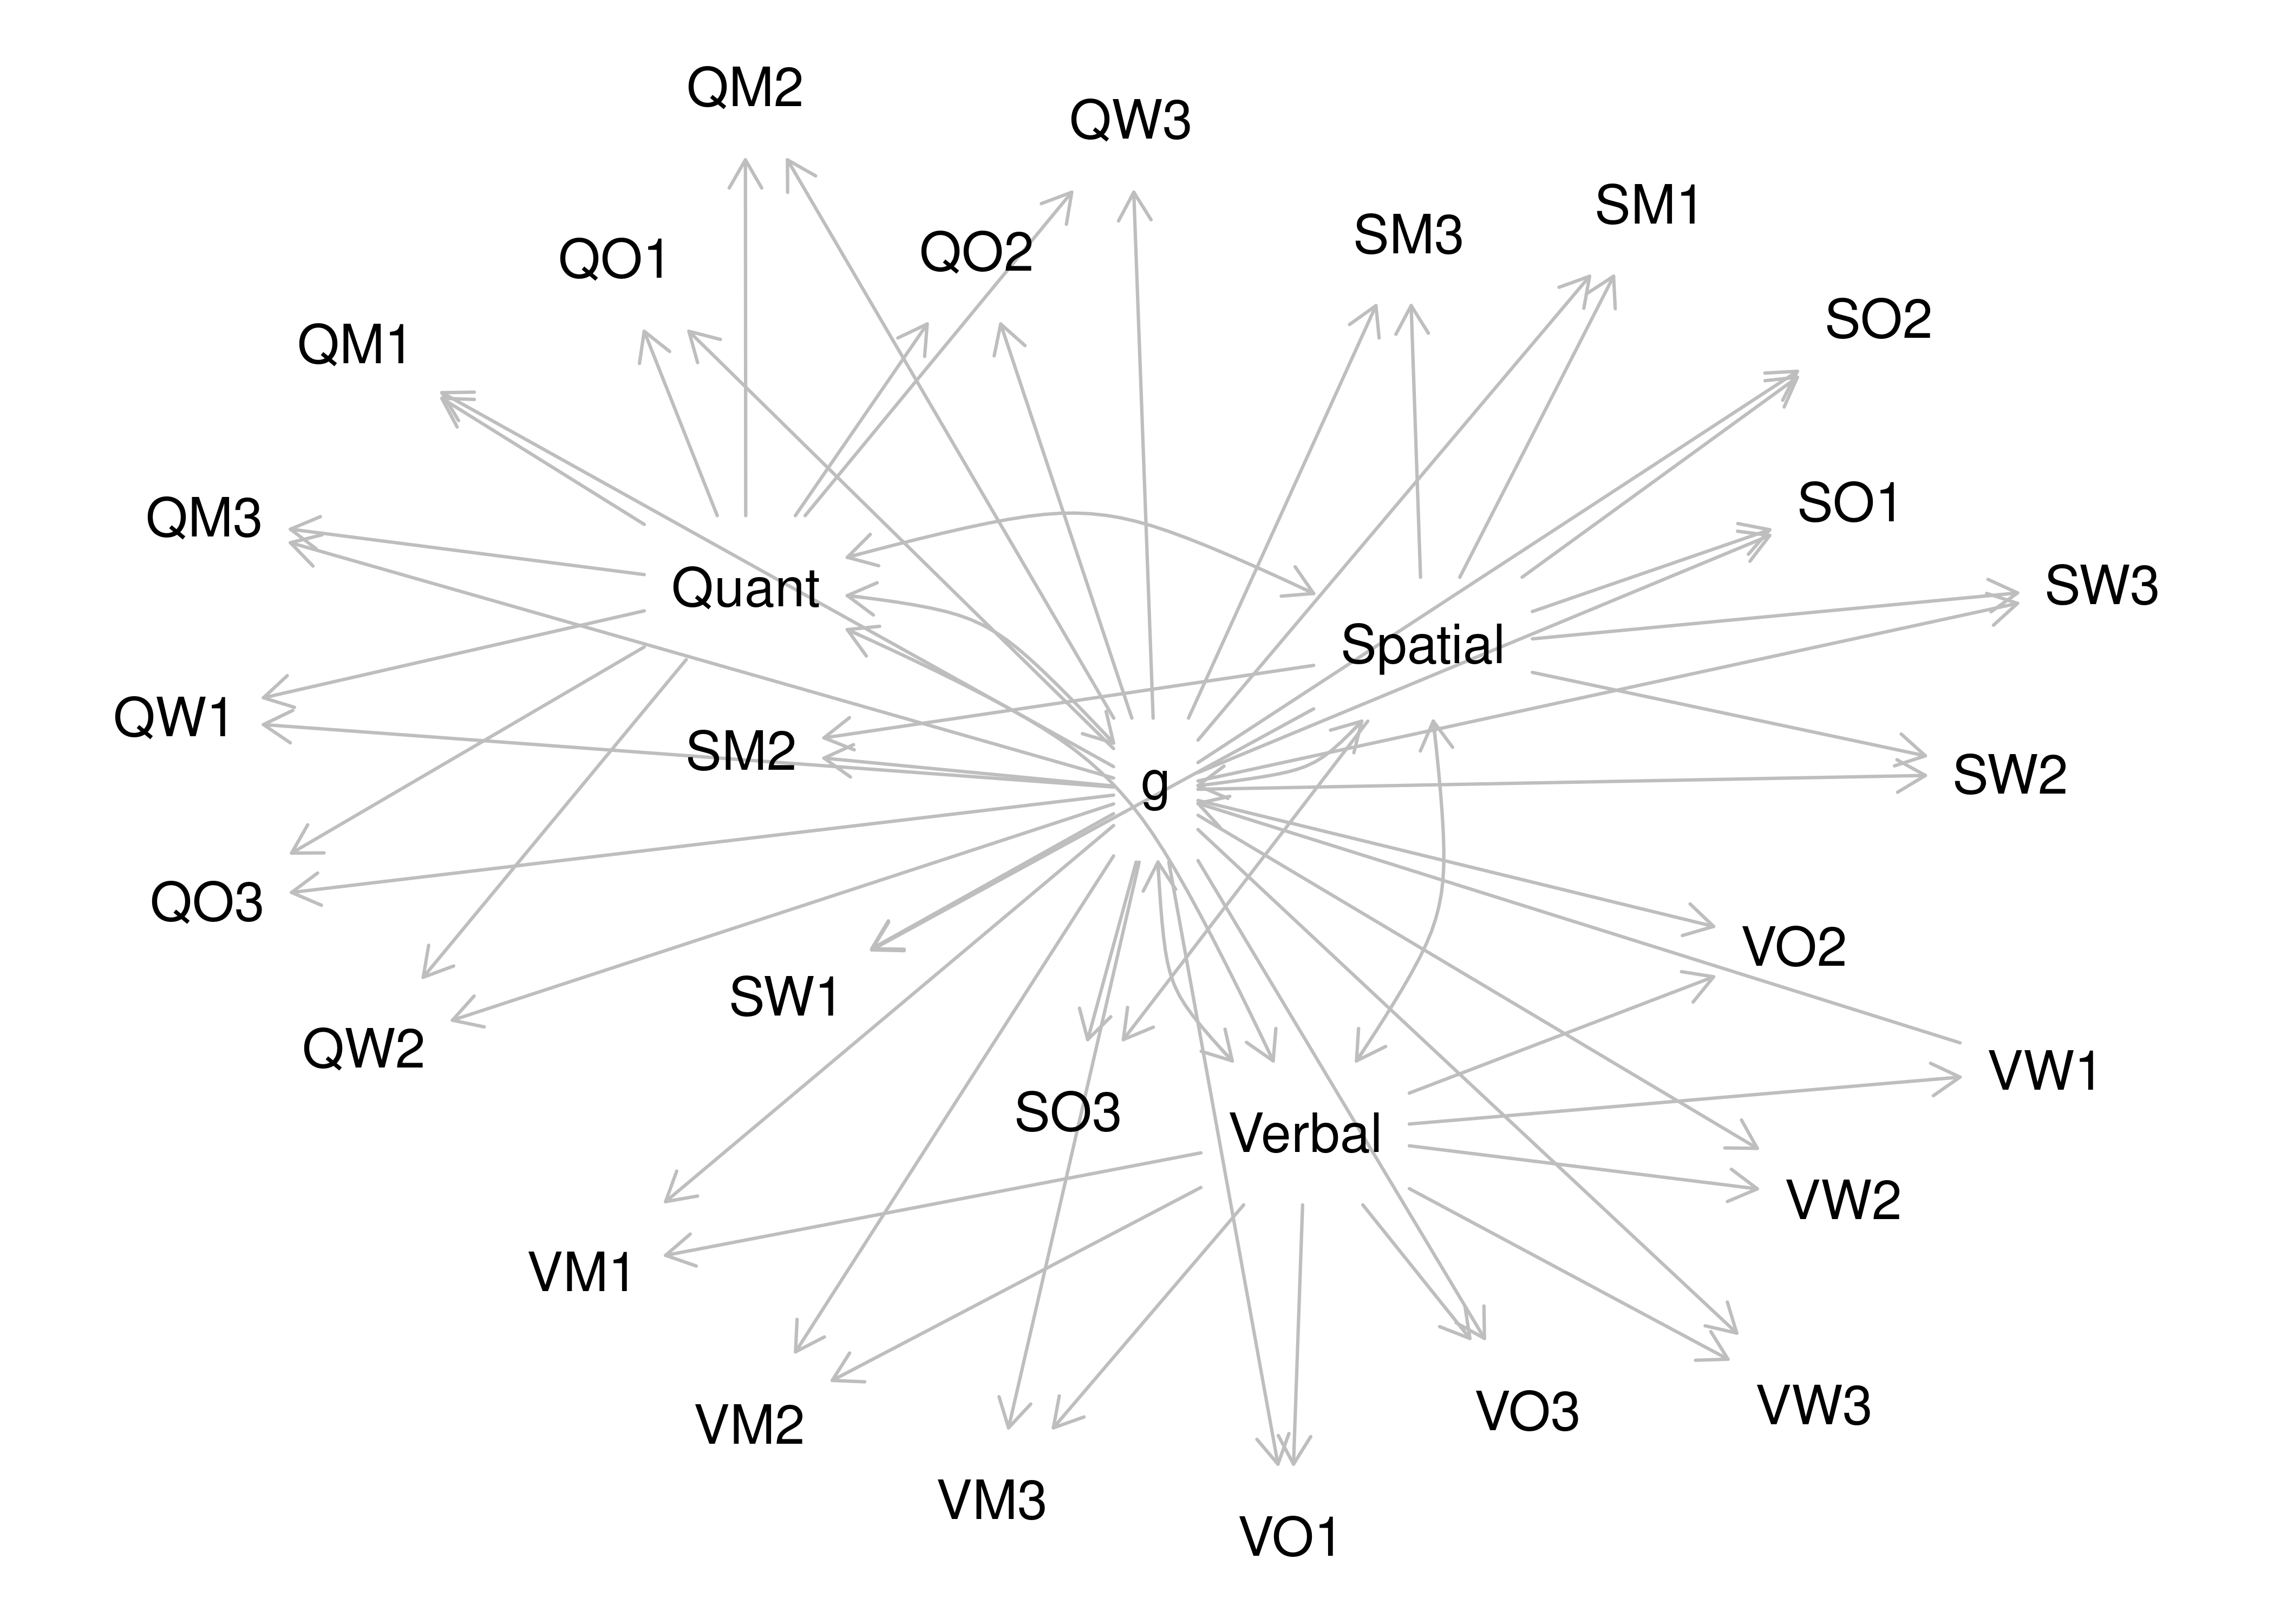 QM2
QW3
SM1
SM3
QO2
QO1
SO2
QM1
SO1
QM3
SW3
Quant
Spatial
QW1
SM2
SW2
g
QO3
VO2
SW1
QW2
VW1
SO3
Verbal
VW2
VM1
VW3
VO3
VM2
VM3
VO1